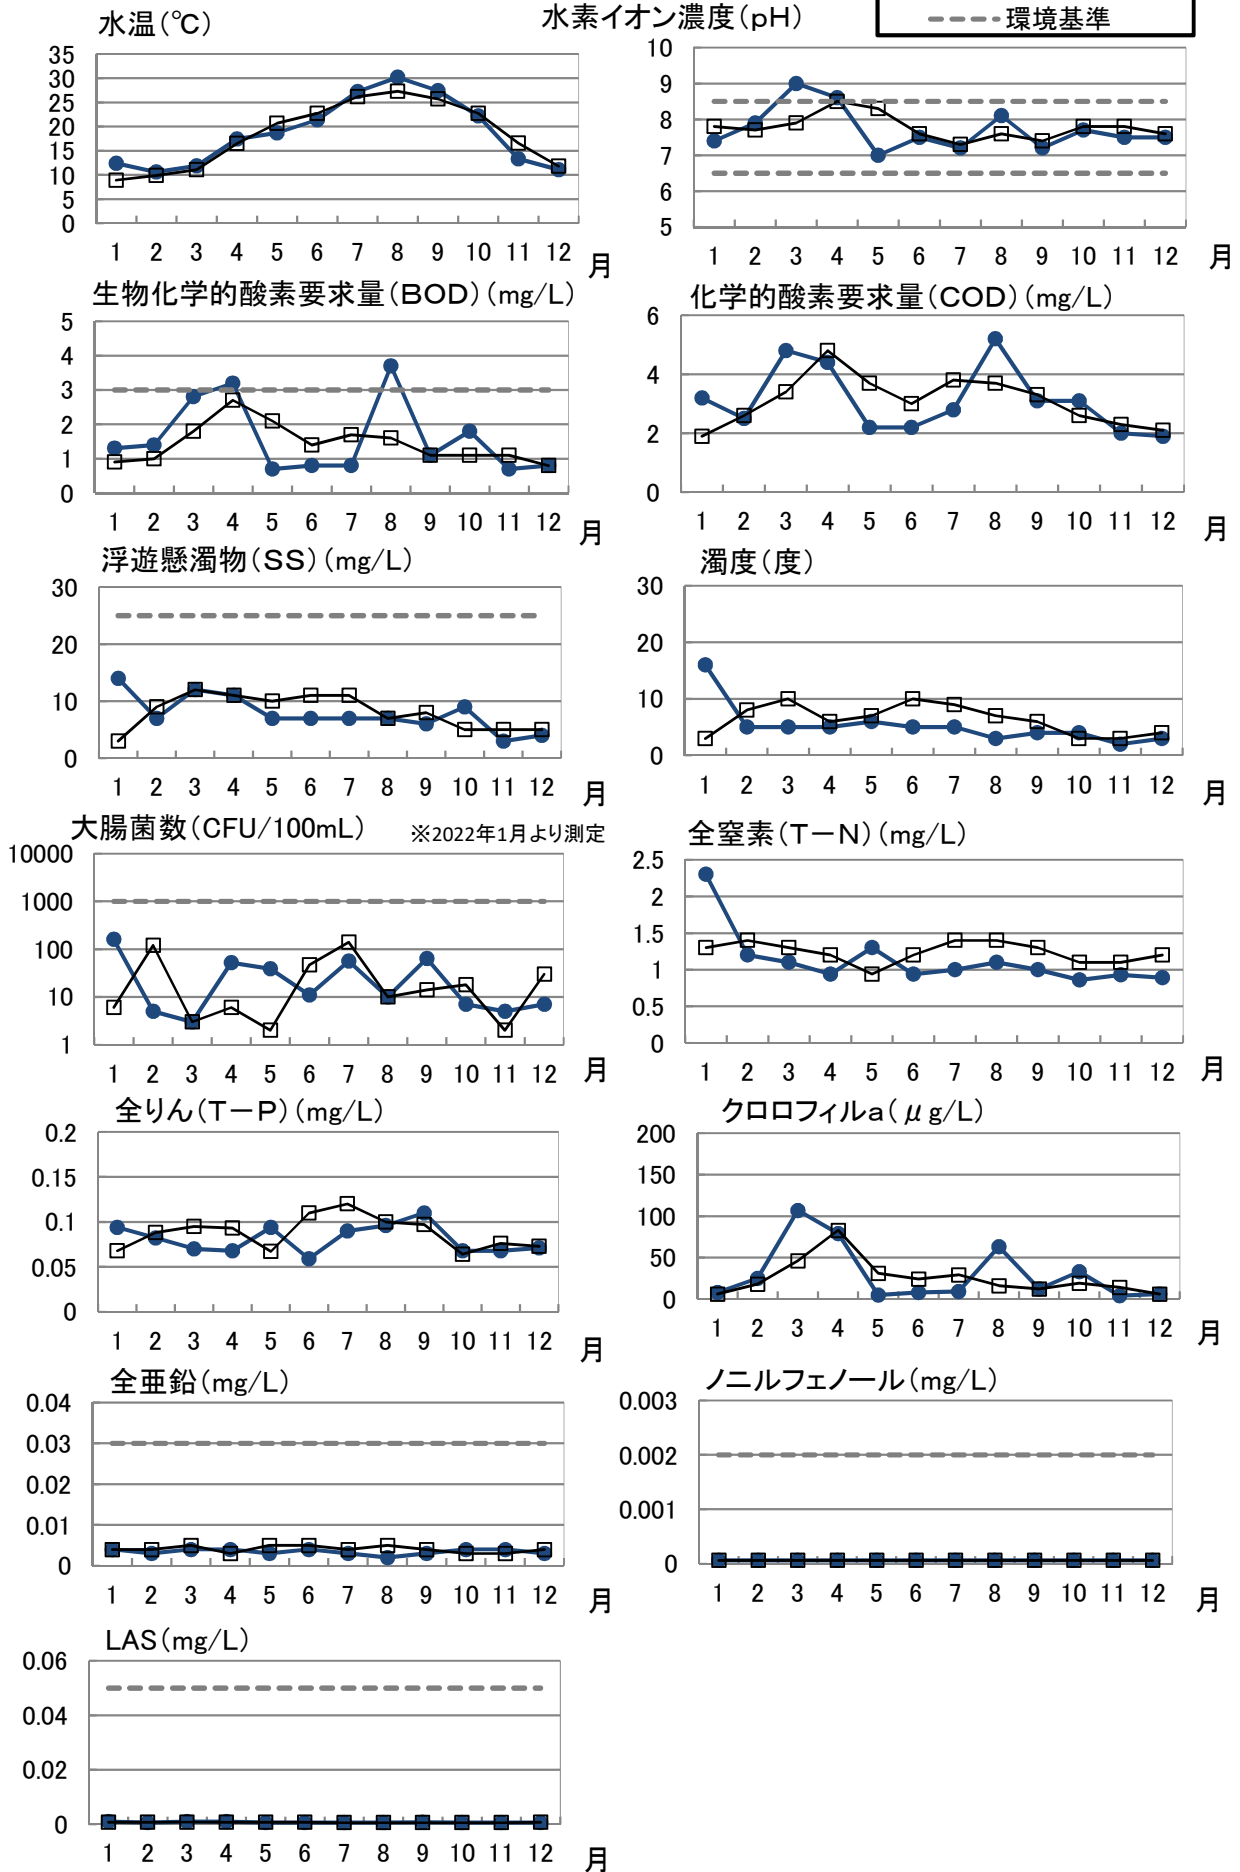 水温(℃)
水素イオン濃度(pH)
環境基準
35
30
25
20
15
10
5
0
1 2 3 4 5 6 7 8 9 10 11 12 月
10
9
8
7
6
5
1 2 3 4 5 6 7 8 9 10 11 12 月
生物化学的酸素要求量(BOD)(mg/L)
5
4
3
2
1
0
1 2 3 4 5 6 7 8 9 10 11 12 月
化学的酸素要求量(COD)(mg/L)
6
4
2
0
1 2 3 4 5 6 7 8 9 10 11 12 月
浮遊懸濁物(SS)(mg/L)
30
20
10
0
1 2 3 4 5 6 7 8 9 10 11 12 月
濁度(度)
30
20
10
0
1 2 3 4 5 6 7 8 9 10 11 12 月
大腸菌数(CFU/100mL) ※2022年1月より測定
10000
1000
100
10
1
1 2 3 4 5 6 7 8 9 10 11 12 月
全窒素(T-N)(mg/L)
2.5
2
1.5
1
0.5
0
1 2 3 4 5 6 7 8 9 10 11 12 月
全りん(T-P)(mg/L)
0.2
0.15
0.1
0.05
0
1 2 3 4 5 6 7 8 9 10 11 12 月
クロロフィルa(μg/L)
200
150
100
50
0
1 2 3 4 5 6 7 8 9 10 11 12 月
全亜鉛(mg/L)
0.04
0.03
0.02
0.01
0
1 2 3 4 5 6 7 8 9 10 11 12 月
ノニルフェノール(mg/L)
0.003
0.002
0.001
0
1 2 3 4 5 6 7 8 9 10 11 12 月
LAS(mg/L)
0.06
0.04
0.02
0
1 2 3 4 5 6 7 8 9 10 11 12 月